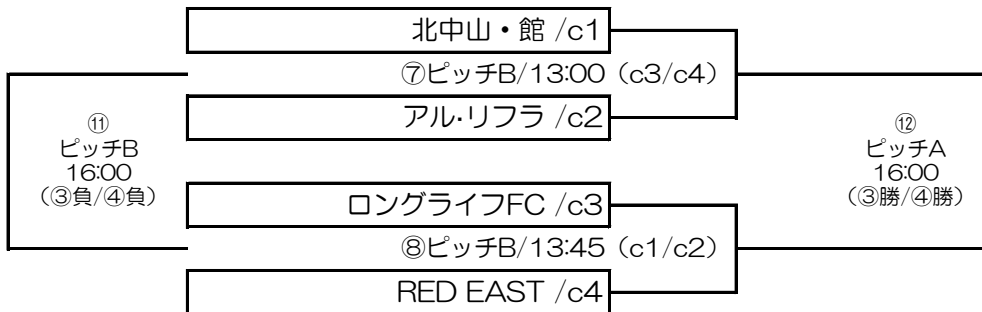 北中山・館 /c1
⑦ピッチB/13:00（c3/c4）
アル･リフラ /c2
⑪
ピッチB
16:00
（③負/④負）
⑫
ピッチA
16:00
（③勝/④勝）
ロングライフFC /c3
⑧ピッチB/13:45（c1/c2）
RED EAST /c4